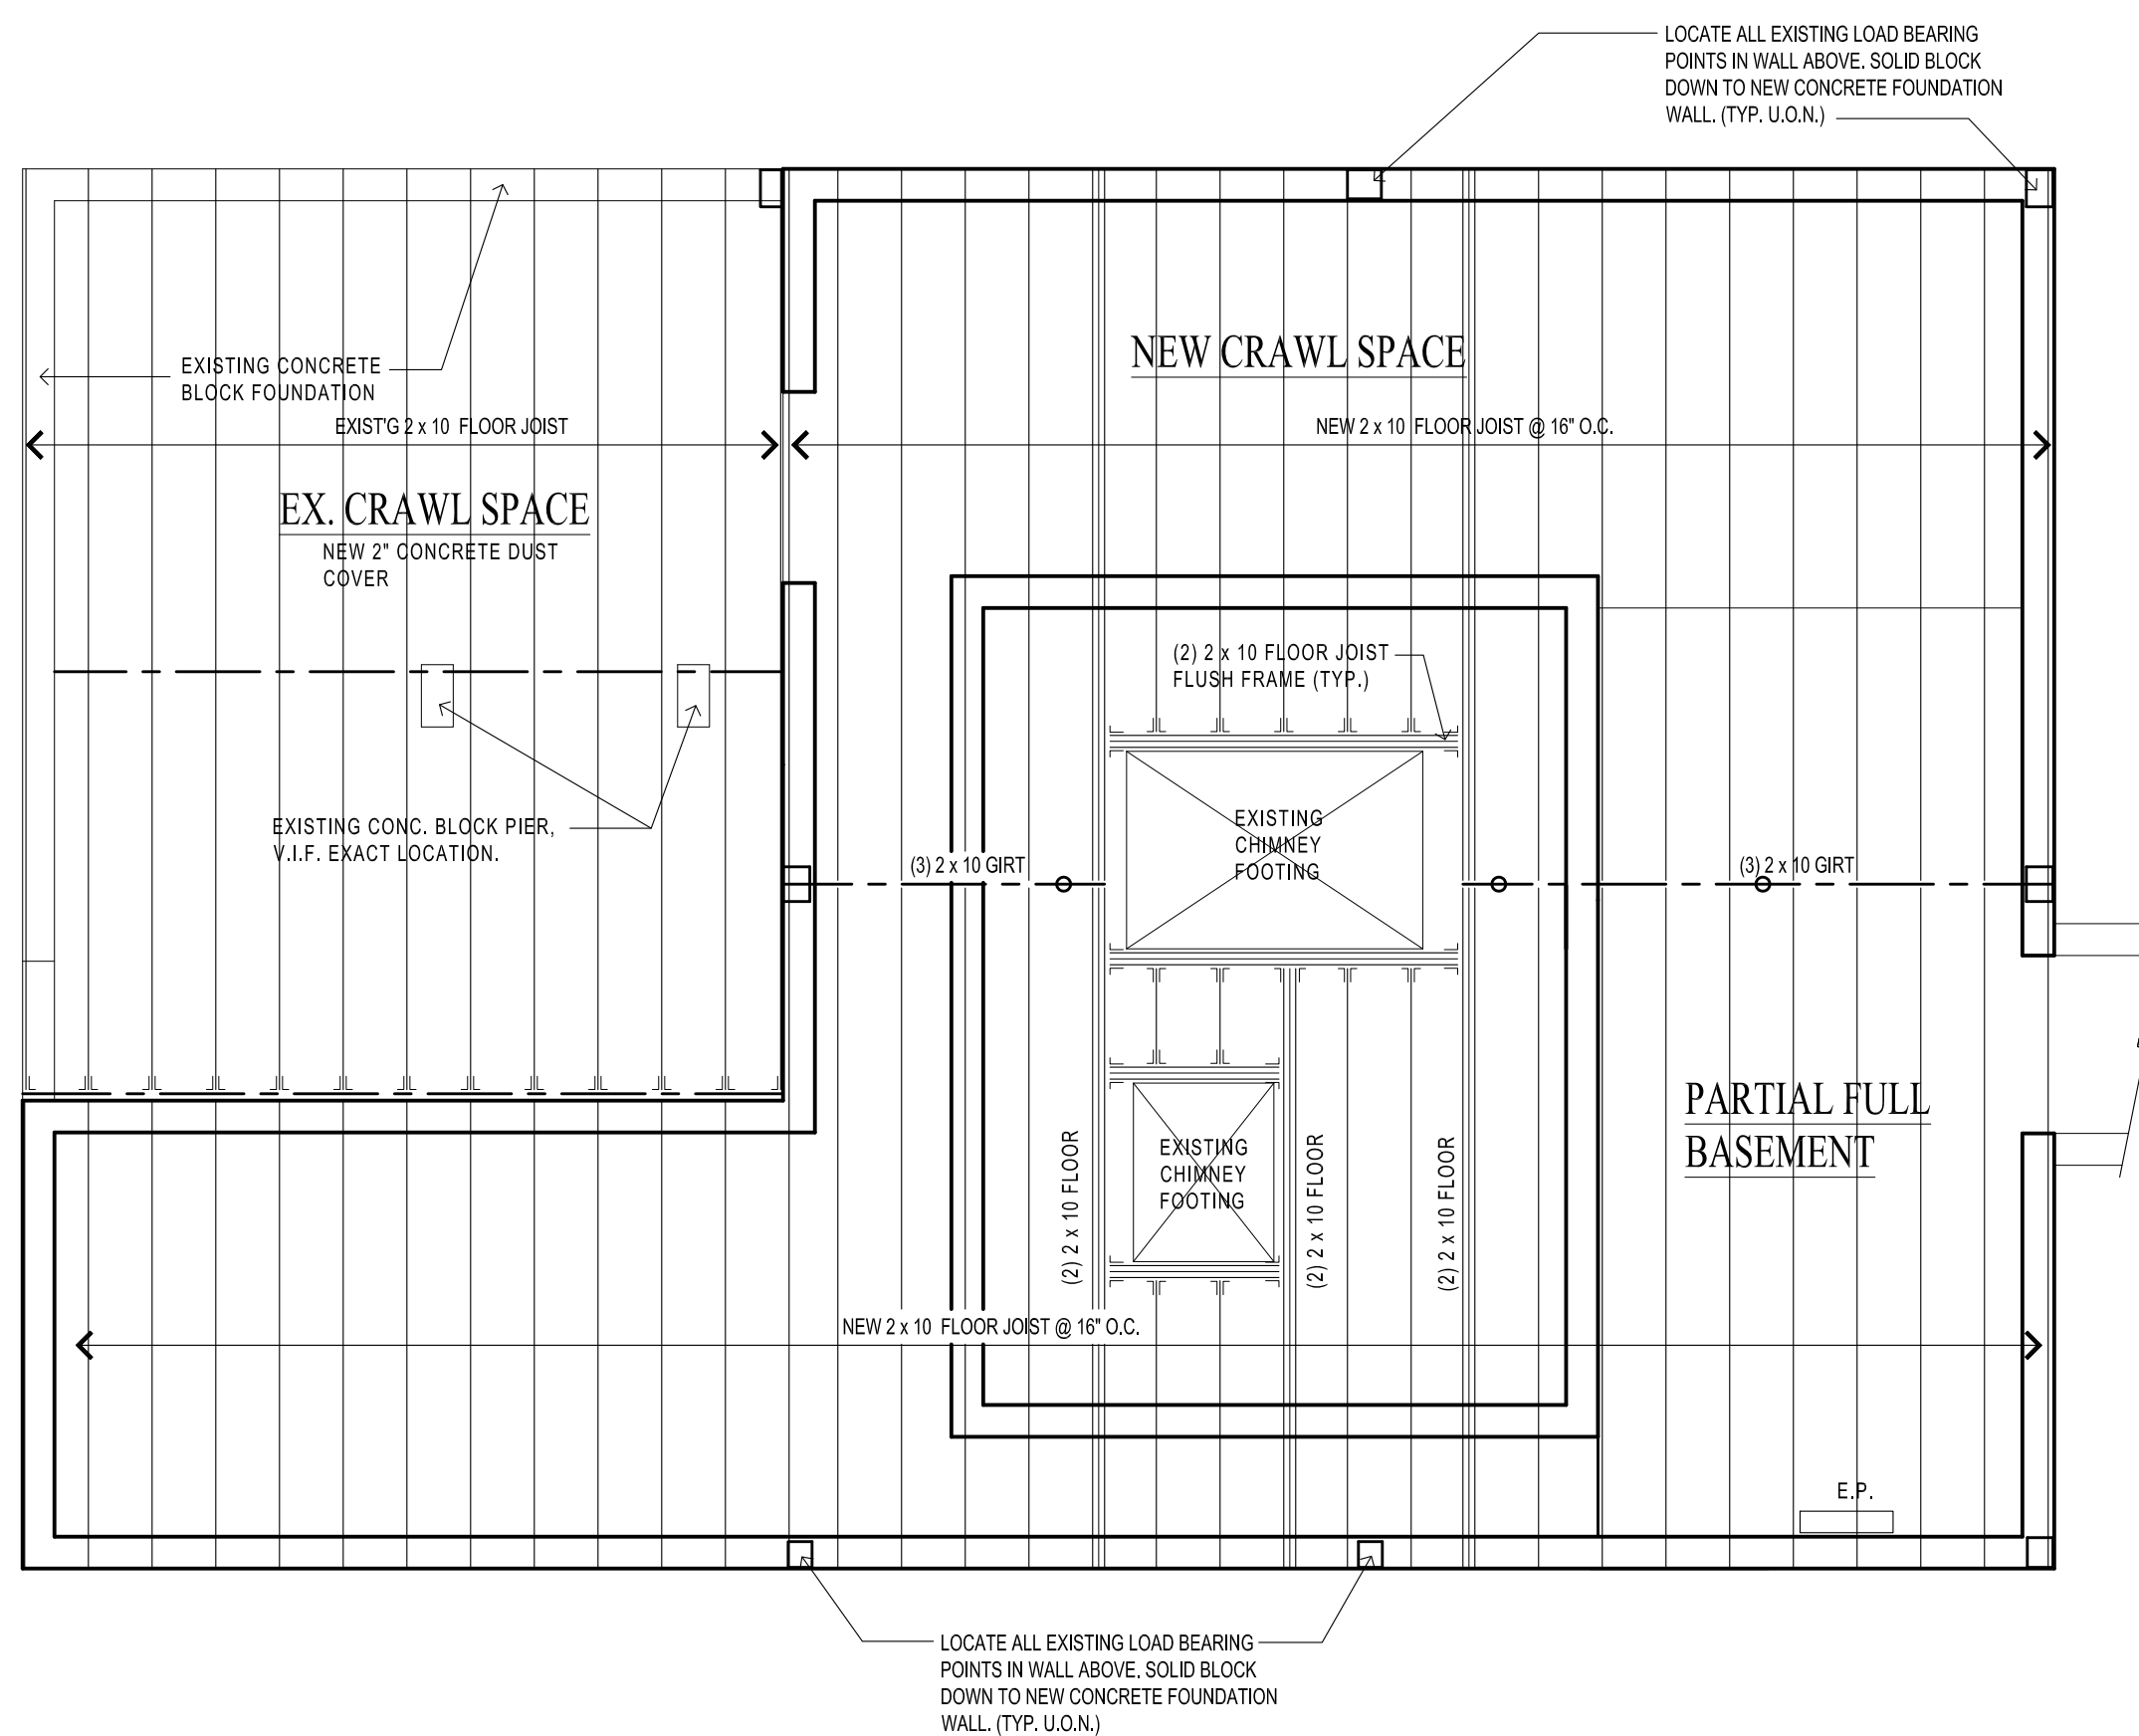 LOCATE ALL EXISTING LOAD BEARING
POINTS IN WALL ABOVE. SOLID BLOCK
DOWN TO NEW CONCRETE FOUNDATION
WALL. (TYP. U.O.N.)
NEW CRAWL SPACE
EXISTING CONCRETE
BLOCK FOUNDATION
EXIST'G 2 x 10 FLOOR JOIST
NEW 2 x 10 FLOOR JOIST @ 16" O.C.
EX. CRAWL SPACE
NEW 2" CONCRETE DUST
COVER
(2) 2 x 10 FLOOR JOIST
FLUSH FRAME (TYP.)
EXISTING CONC. BLOCK PIER,
V.I.F. EXACT LOCATION.
EXISTING
CHIMNEY
FOOTING
(3) 2 x 10 GIRT
(3) 2 x 10 GIRT
PARTIAL FULL
BASEMENT
EXISTING
CHIMNEY
FOOTING
(2) 2 x 10 FLOOR
(2) 2 x 10 FLOOR
(2) 2 x 10 FLOOR
NEW 2 x 10 FLOOR JOIST @ 16" O.C.
E.P.
LOCATE ALL EXISTING LOAD BEARING
POINTS IN WALL ABOVE. SOLID BLOCK
DOWN TO NEW CONCRETE FOUNDATION
WALL. (TYP. U.O.N.)